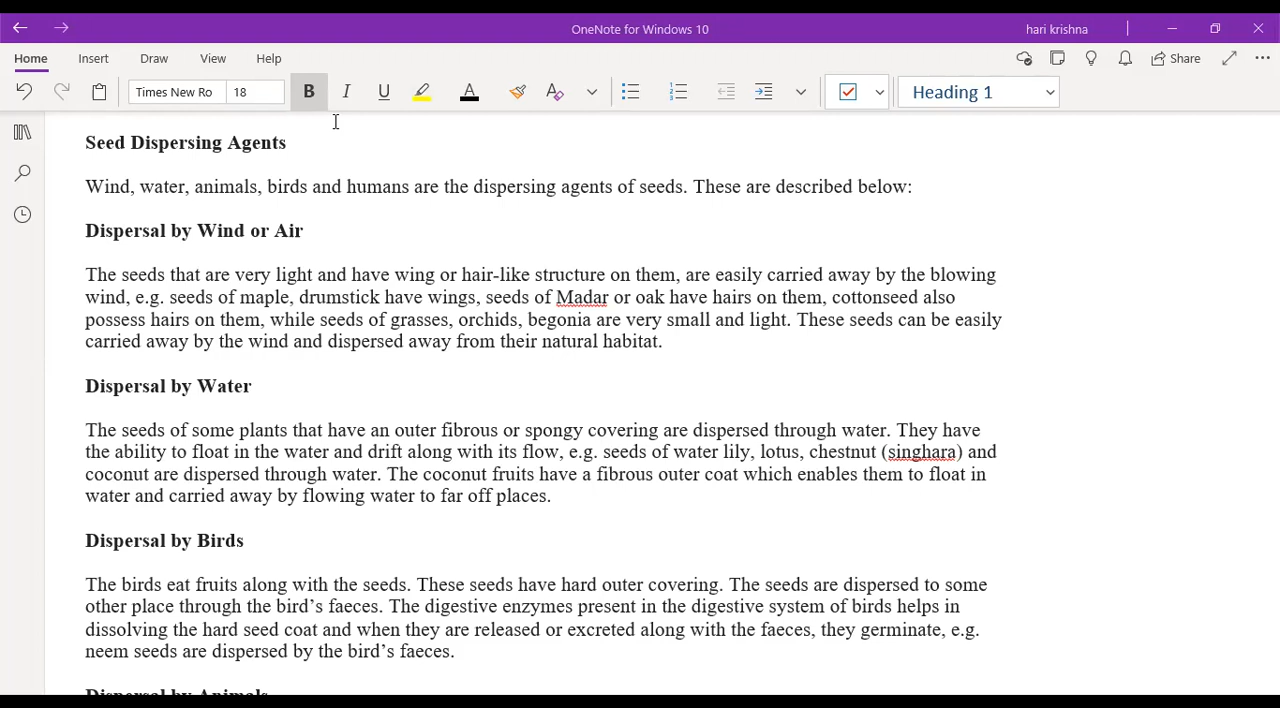 OneNote for Windows 10
hari krishna
Home Insert Draw View Help
Share
Times New Ro 18 B I U A A Heading 1
Seed Dispersing Agents
Wind, water, animals, birds and humans are the dispersing agents of seeds. These are described below:
Dispersal by Wind or Air
The seeds that are very light and have wing or hair-like structure on them, are easily carried away by the blowing
wind, e.g. seeds of maple, drumstick have wings, seeds of Madar or oak have hairs on them, cottonseed also
possess hairs on them, while seeds of grasses, orchids, begonia are very small and light. These seeds can be easily
carried away by the wind and dispersed away from their natural habitat.
Dispersal by Water
The seeds of some plants that have an outer fibrous or spongy covering are dispersed through water. They have
the ability to float in the water and drift along with its flow, e.g. seeds of water lily, lotus, chestnut (singhara) and
coconut are dispersed through water. The coconut fruits have a fibrous outer coat which enables them to float in
water and carried away by flowing water to far off places.
Dispersal by Birds
The birds eat fruits along with the seeds. These seeds have hard outer covering. The seeds are dispersed to some
other place through the bird’s faeces. The digestive enzymes present in the digestive system of birds helps in
dissolving the hard seed coat and when they are released or excreted along with the faeces, they germinate, e.g.
neem seeds are dispersed by the bird’s faeces.
Dispersal by Animals